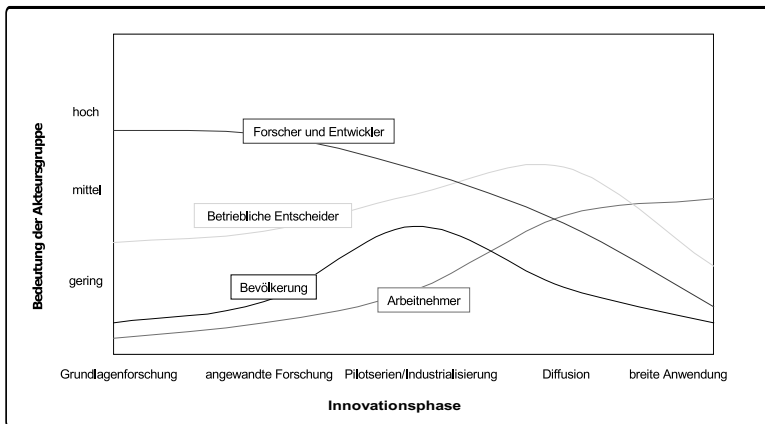 Bedeutung der Akteursgruppe
hoch
mittel
gering
Forscher und Entwickler
Betriebliche Entscheider
Bevölkerung
Arbeitnehmer
Grundlagenforschung
angewandte Forschung
Pilotserien/Industrialisierung
Diffusion
breite Anwendung
Innovationsphase